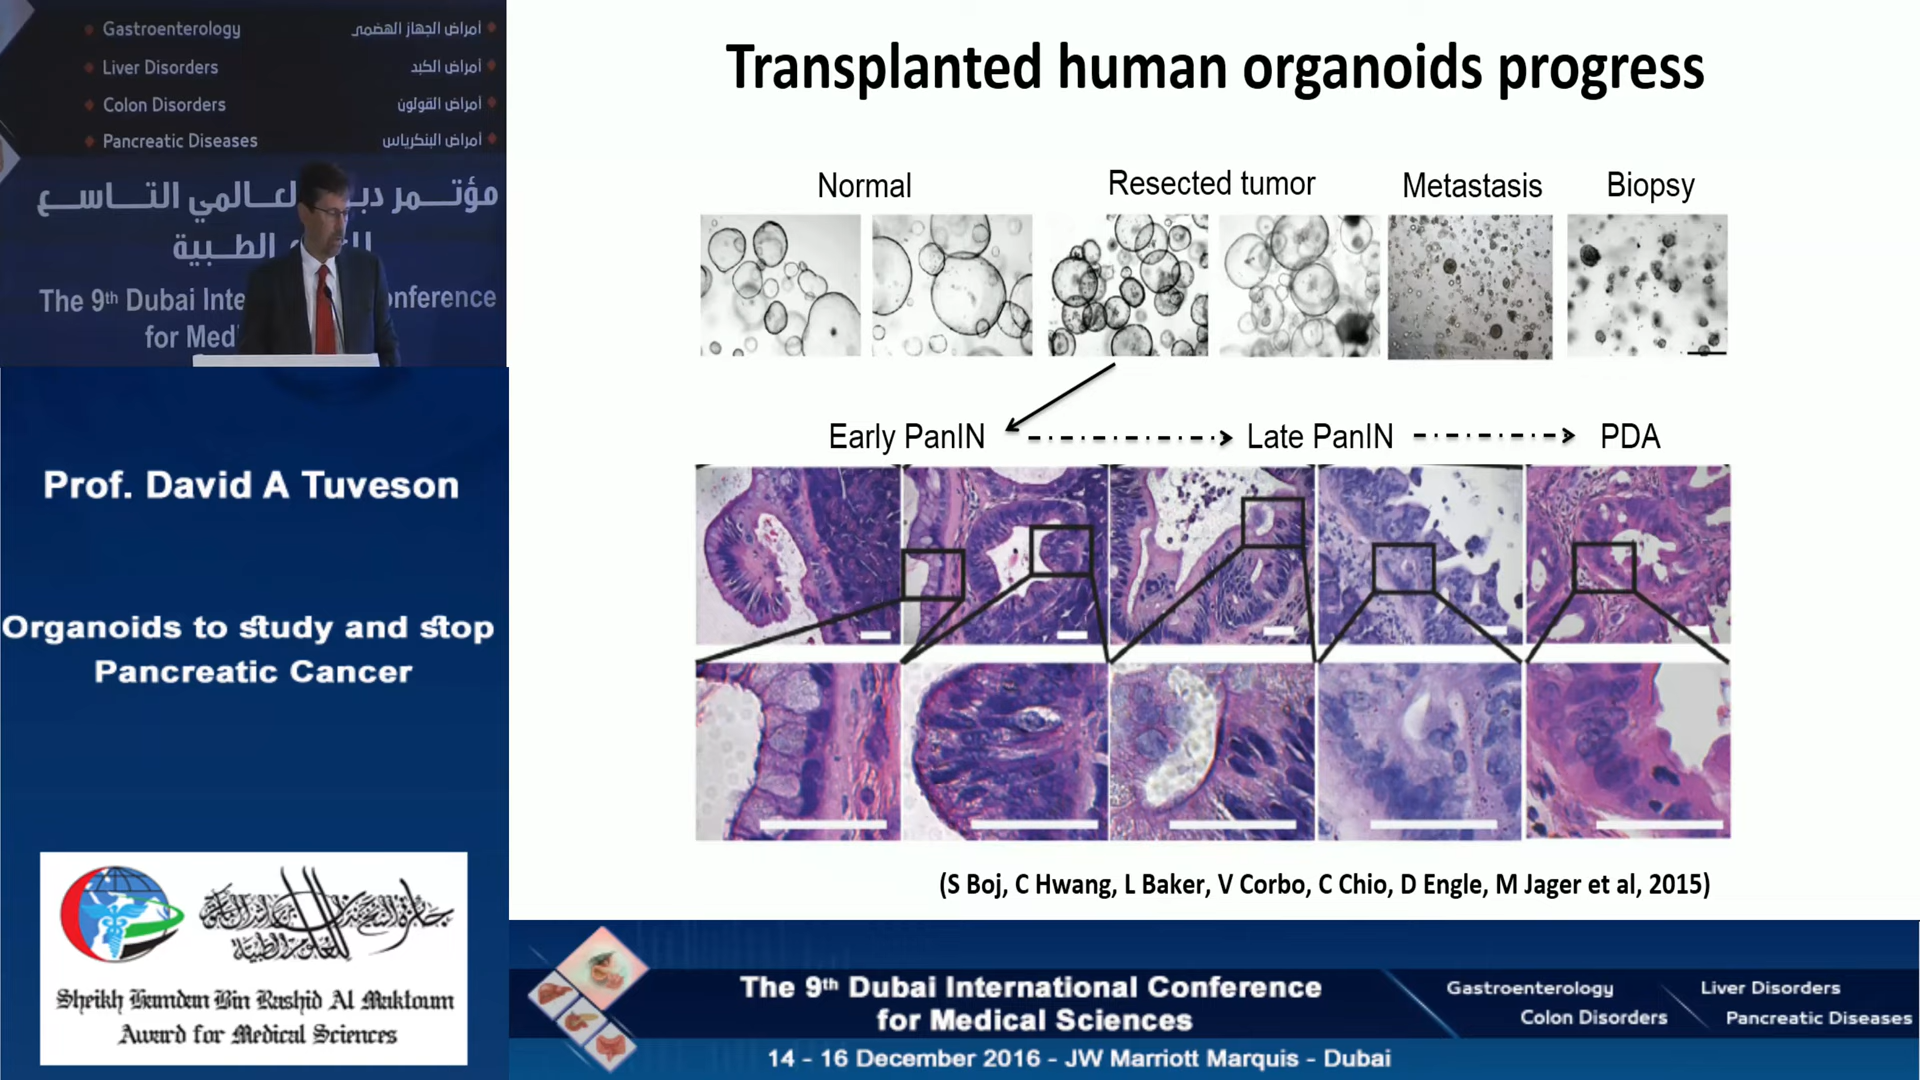 Gastroenterology
أمراض الجهاز الهضمي
Liver Disorders
أمراض الكبد
Colon Disorders
أمراض القولون
Pancreatic Diseases
أمراض البنكرياس
مؤتمر العالمي التاسع
الطبية
The 9th Dubai Conference
for
Prof. David A Tuveson
Organoids to study and stop
Pancreatic Cancer
Sheikh Hamdan Bin Rashid Al Maktoum
Award for Medical Sciences
Transplanted human organoids progress
Normal
Resected tumor
Metastasis
Biopsy
Early PanIN
Late PanIN
PDA
(S Boj, C Hwang, L Baker, V Corbo, C Chio, D Engle, M Jager et al, 2015)
The 9th Dubai International Conference
for Medical Sciences
14 - 16 December 2016 - JW Marriott Marquis - Dubai
Gastroenterology
Liver Disorders
Colon Disorders
Pancreatic Diseases